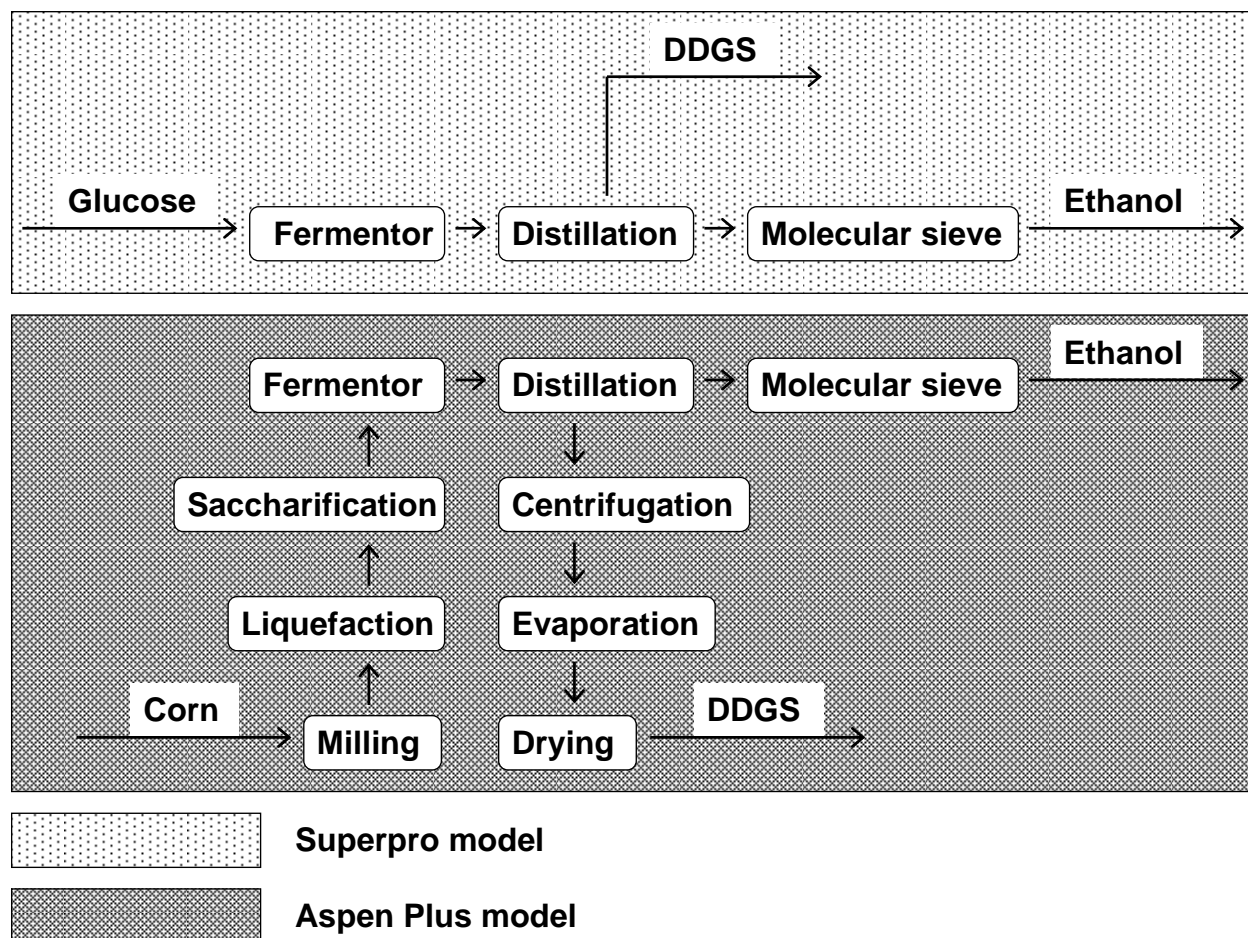 DDGS
Glucose
Ethanol
Fermentor
Distillation
Molecular sieve
Ethanol
Fermentor
Distillation
Molecular sieve
Saccharification
Centrifugation
Liquefaction
Evaporation
Corn
DDGS
Milling
Drying
Superpro model
Aspen Plus model